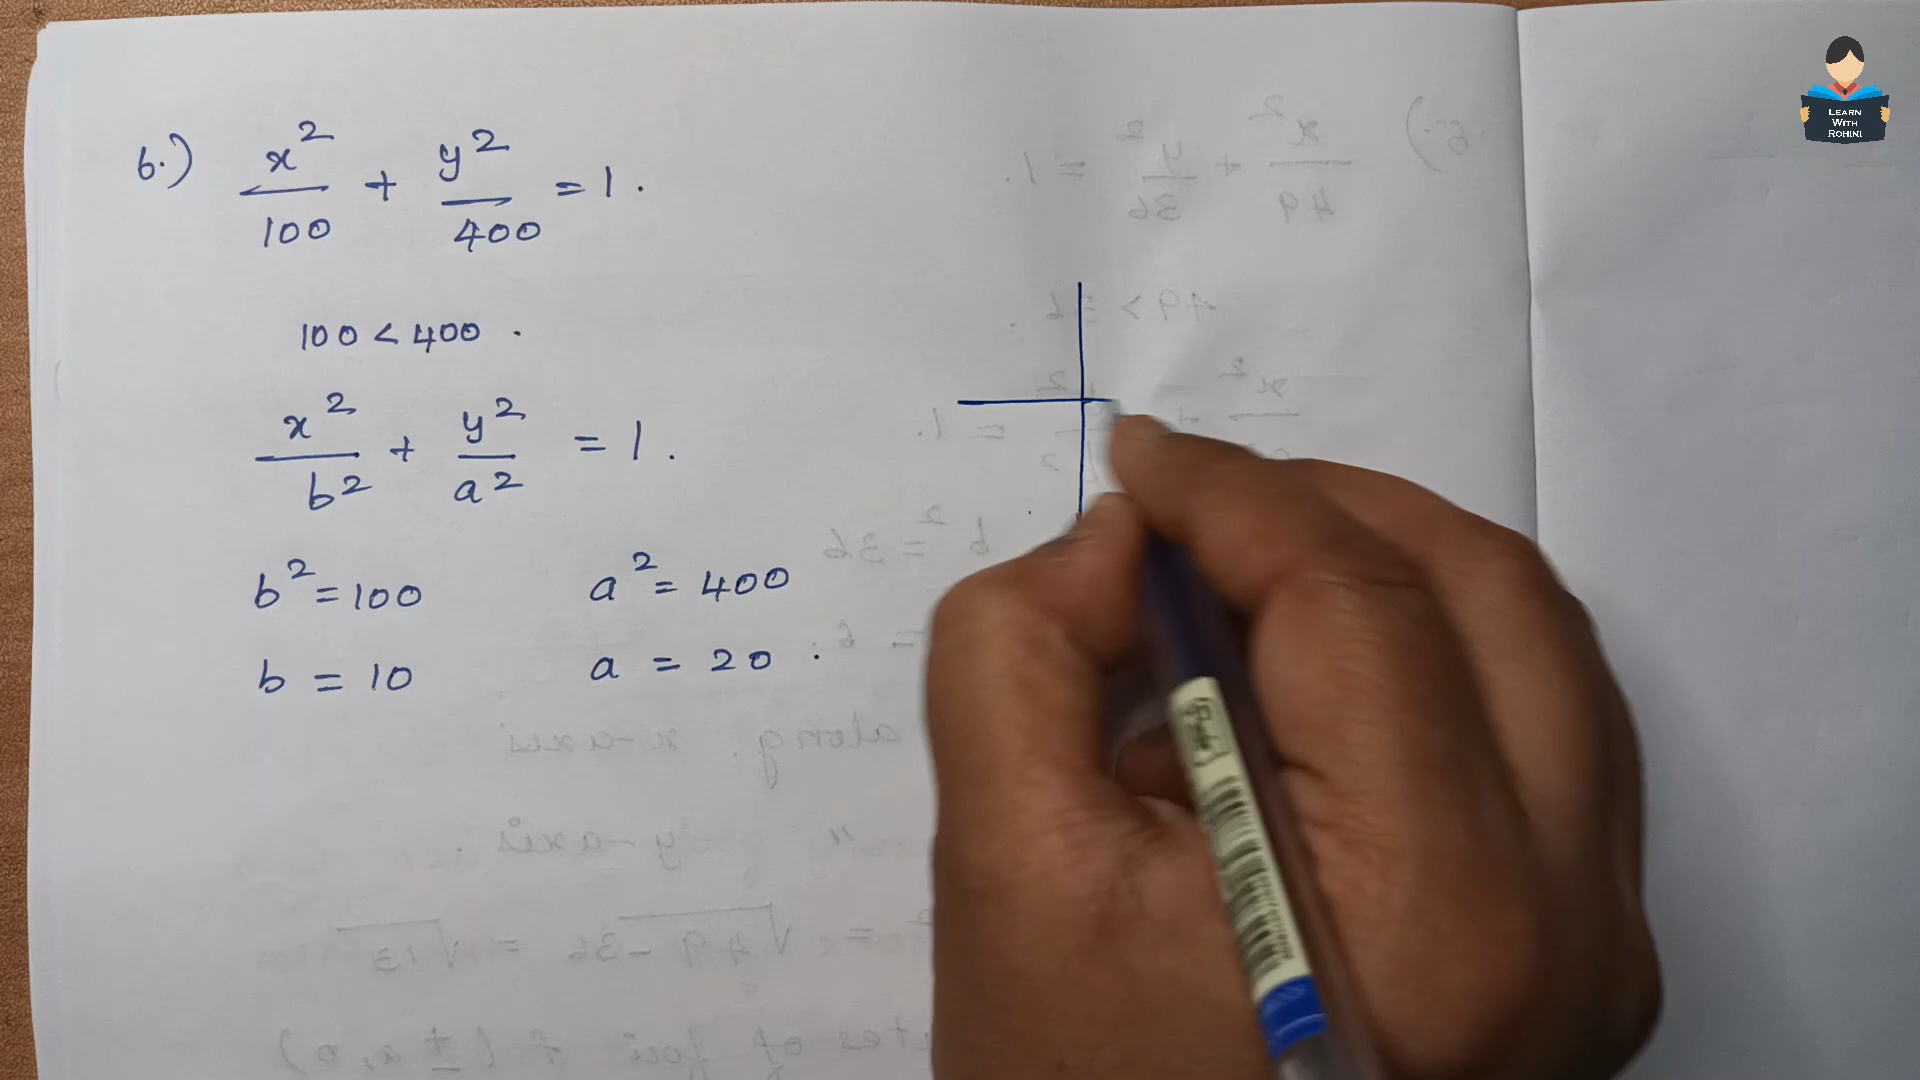 6.) x²/100 + y²/400 = 1.
100 < 400.
x²/b² + y²/a² = 1.
b² = 100 a² = 400
b = 10 a = 20.
LEARN
WITH
ROHINI